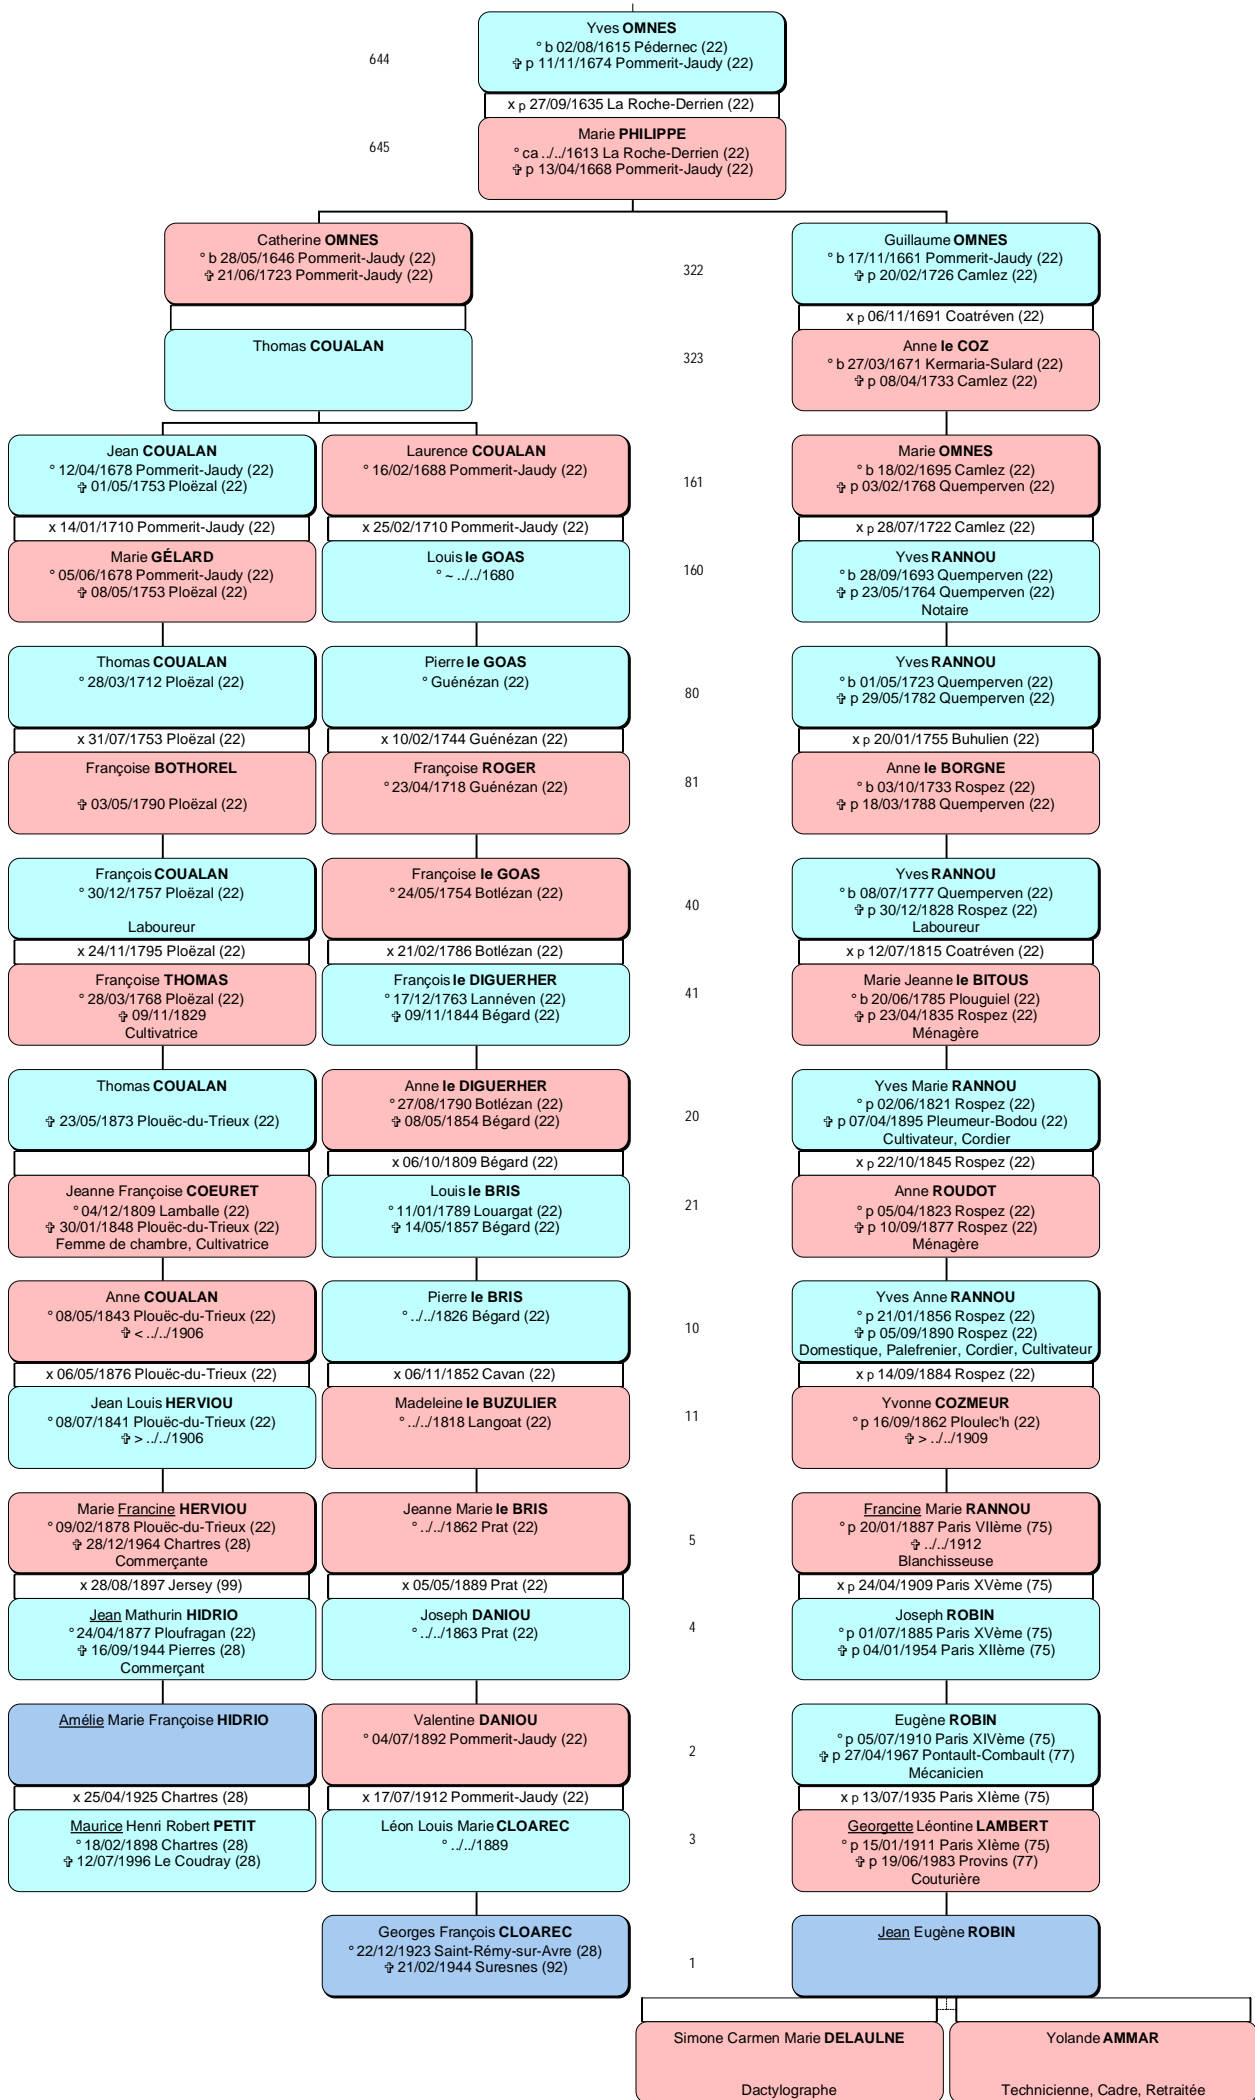 Yves OMNES
° b 02/08/1615 Pédernec (22)
✞ p 11/11/1674 Pommerit-Jaudy (22)
644
x p 27/09/1635 La Roche-Derrien (22)
Marie PHILIPPE
° ca ../../1613 La Roche-Derrien (22)
✞ p 13/04/1668 Pommerit-Jaudy (22)
645
Catherine OMNES
° b 28/05/1646 Pommerit-Jaudy (22)
✞ 21/06/1723 Pommerit-Jaudy (22)
322
Guillaume OMNES
° b 17/11/1661 Pommerit-Jaudy (22)
✞ p 20/02/1726 Camlez (22)
x p 06/11/1691 Coatréven (22)
Thomas COUALAN
323
Anne le COZ
° b 27/03/1671 Kermaria-Sulard (22)
✞ p 08/04/1733 Camlez (22)
Jean COUALAN
° 12/04/1678 Pommerit-Jaudy (22)
✞ 01/05/1753 Ploëzal (22)
Laurence COUALAN
° 16/02/1688 Pommerit-Jaudy (22)
161
Marie OMNES
° b 18/02/1695 Camlez (22)
✞ p 03/02/1768 Quemperven (22)
x 14/01/1710 Pommerit-Jaudy (22)
x 25/02/1710 Pommerit-Jaudy (22)
x p 28/07/1722 Camlez (22)
Marie GÉLARD
° 05/06/1678 Pommerit-Jaudy (22)
✞ 08/05/1753 Ploëzal (22)
Louis le GOAS
° ~ ../../1680
160
Yves RANNOU
° b 28/09/1693 Quemperven (22)
✞ p 23/05/1764 Quemperven (22)
Notaire
Thomas COUALAN
° 28/03/1712 Ploëzal (22)
Pierre le GOAS
° Guénézan (22)
80
Yves RANNOU
° b 01/05/1723 Quemperven (22)
✞ p 29/05/1782 Quemperven (22)
x 31/07/1753 Ploëzal (22)
x 10/02/1744 Guénézan (22)
x p 20/01/1755 Buhulien (22)
Françoise BOTHOREL
✞ 03/05/1790 Ploëzal (22)
Françoise ROGER
° 23/04/1718 Guénézan (22)
81
Anne le BORGNE
° b 03/10/1733 Rospez (22)
✞ p 18/03/1788 Quemperven (22)
François COUALAN
° 30/12/1757 Ploëzal (22)
Laboureur
Françoise le GOAS
° 24/05/1754 Botlézan (22)
40
Yves RANNOU
° b 08/07/1777 Quemperven (22)
✞ p 30/12/1828 Rospez (22)
Laboureur
x 24/11/1795 Ploëzal (22)
x 21/02/1786 Botlézan (22)
x p 12/07/1815 Coatréven (22)
Françoise THOMAS
° 28/03/1768 Ploëzal (22)
✞ 09/11/1829
Cultivatrice
François le DIGUERHER
° 17/12/1763 Lannéven (22)
✞ 09/11/1844 Bégard (22)
41
Marie Jeanne le BITOUS
° b 20/06/1785 Plouguiel (22)
✞ p 23/04/1835 Rospez (22)
Ménagère
Thomas COUALAN
✞ 23/05/1873 Plouëc-du-Trieux (22)
Anne le DIGUERHER
° 27/08/1790 Botlézan (22)
✞ 08/05/1854 Bégard (22)
20
Yves Marie RANNOU
° p 02/06/1821 Rospez (22)
✞ p 07/04/1895 Pleumeur-Bodou (22)
Cultivateur, Cordier
x 06/10/1809 Bégard (22)
x p 22/10/1845 Rospez (22)
Jeanne Françoise COEURET
° 04/12/1809 Lamballe (22)
✞ 30/01/1848 Plouëc-du-Trieux (22)
Femme de chambre, Cultivatrice
Louis le BRIS
° 11/01/1789 Louargat (22)
✞ 14/05/1857 Bégard (22)
21
Anne ROUDOT
° p 05/04/1823 Rospez (22)
✞ p 10/09/1877 Rospez (22)
Ménagère
Anne COUALAN
° 08/05/1843 Plouëc-du-Trieux (22)
✞ < ../../1906
Pierre le BRIS
° ../../1826 Bégard (22)
10
Yves Anne RANNOU
° p 21/01/1856 Rospez (22)
✞ p 05/09/1890 Rospez (22)
Domestique, Palefrenier, Cordier, Cultivateur
x 06/05/1876 Plouëc-du-Trieux (22)
x 06/11/1852 Cavan (22)
x p 14/09/1884 Rospez (22)
Jean Louis HERVIOU
° 08/07/1841 Plouëc-du-Trieux (22)
✞ > ../../1906
Madeleine le BUZULIER
° ../../1818 Langoat (22)
11
Yvonne COZMEUR
° p 16/09/1862 Ploulec'h (22)
✞ > ../../1909
Marie Francine HERVIOU
° 09/02/1878 Plouëc-du-Trieux (22)
✞ 28/12/1964 Chartres (28)
Commerçante
Jeanne Marie le BRIS
° ../../1862 Prat (22)
5
Francine Marie RANNOU
° p 20/01/1887 Paris VIIème (75)
✞ ../../1912
Blanchisseuse
x 28/08/1897 Jersey (99)
x 05/05/1889 Prat (22)
x p 24/04/1909 Paris XVème (75)
Jean Mathurin HIDRIO
° 24/04/1877 Ploufragan (22)
✞ 16/09/1944 Pierres (28)
Commerçant
Joseph DANIOU
° ../../1863 Prat (22)
4
Joseph ROBIN
° p 01/07/1885 Paris XVème (75)
✞ p 04/01/1954 Paris XIIème (75)
Amélie Marie Françoise HIDRIO
Valentine DANIOU
° 04/07/1892 Pommerit-Jaudy (22)
2
Eugène ROBIN
° p 05/07/1910 Paris XIVème (75)
✞ p 27/04/1967 Pontault-Combault (77)
Mécanicien
x 25/04/1925 Chartres (28)
x 17/07/1912 Pommerit-Jaudy (22)
x p 13/07/1935 Paris XIème (75)
Maurice Henri Robert PETIT
° 18/02/1898 Chartres (28)
✞ 12/07/1996 Le Coudray (28)
Léon Louis Marie CLOAREC
° ../../1889
3
Georgette Léontine LAMBERT
° p 15/01/1911 Paris XIème (75)
✞ p 19/06/1983 Provins (77)
Couturière
Georges François CLOAREC
° 22/12/1923 Saint-Rémy-sur-Avre (28)
✞ 21/02/1944 Suresnes (92)
1
Jean Eugène ROBIN
Simone Carmen Marie DELAULNE
Dactylographe
Yolande AMMAR
Technicienne, Cadre, Retraitée